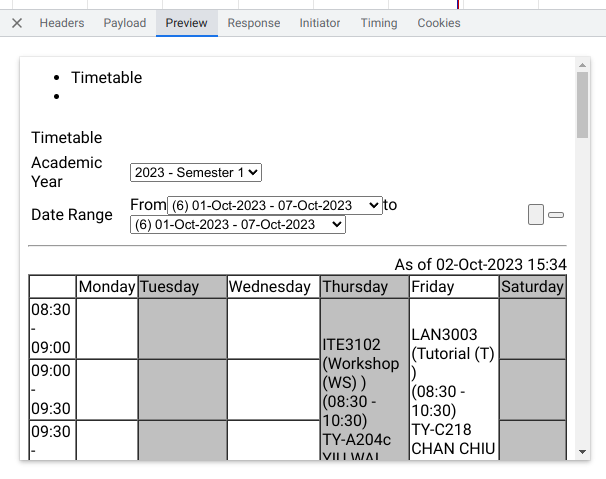 Headers Payload Preview Response Initiator Timing Cookies
Timetable
Timetable
Academic Year
2023 - Semester 1
Date Range
From (6) 01-Oct-2023 - 07-Oct-2023 to
(6) 01-Oct-2023 - 07-Oct-2023
As of 02-Oct-2023 15:34
Monday Tuesday Wednesday Thursday Friday Saturday
08:30
-
09:00
09:00
-
09:30
09:30
-
ITE3102
(Workshop
(WS) )
(08:30 -
10:30)
TY-A204c
YIU WAI
LAN3003
(Tutorial (T)
)
(08:30 -
10:30)
TY-C218
CHAN CHIU